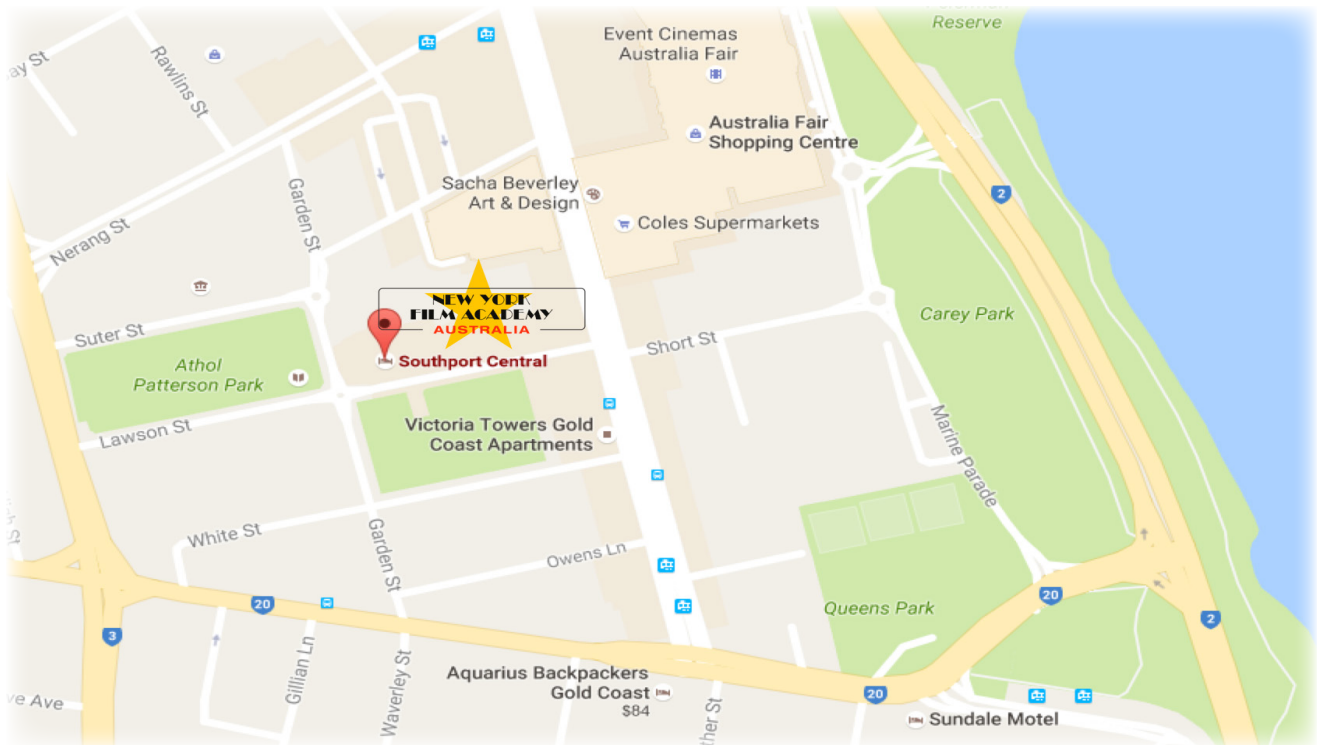 Reserve
Event Cinemas
Australia Fair
Rawlins St
Australia Fair
Shopping Centre
2
Sacha Beverley
Art & Design
Garden St
Coles Supermarkets
Nerang St
NEW YORK
FILM ACADEMY
AUSTRALIA
Carey Park
Suter St
Short St
Southport Central
Athol
Patterson Park
Lawson St
Victoria Towers Gold
Coast Apartments
Marine Parade
White St
Garden St
Owens Ln
20
20
Queens Park
2
3
Gillian Ln
Waverley St
Aquarius Backpackers
Gold Coast
$84
20
Ave
St
Sundale Motel